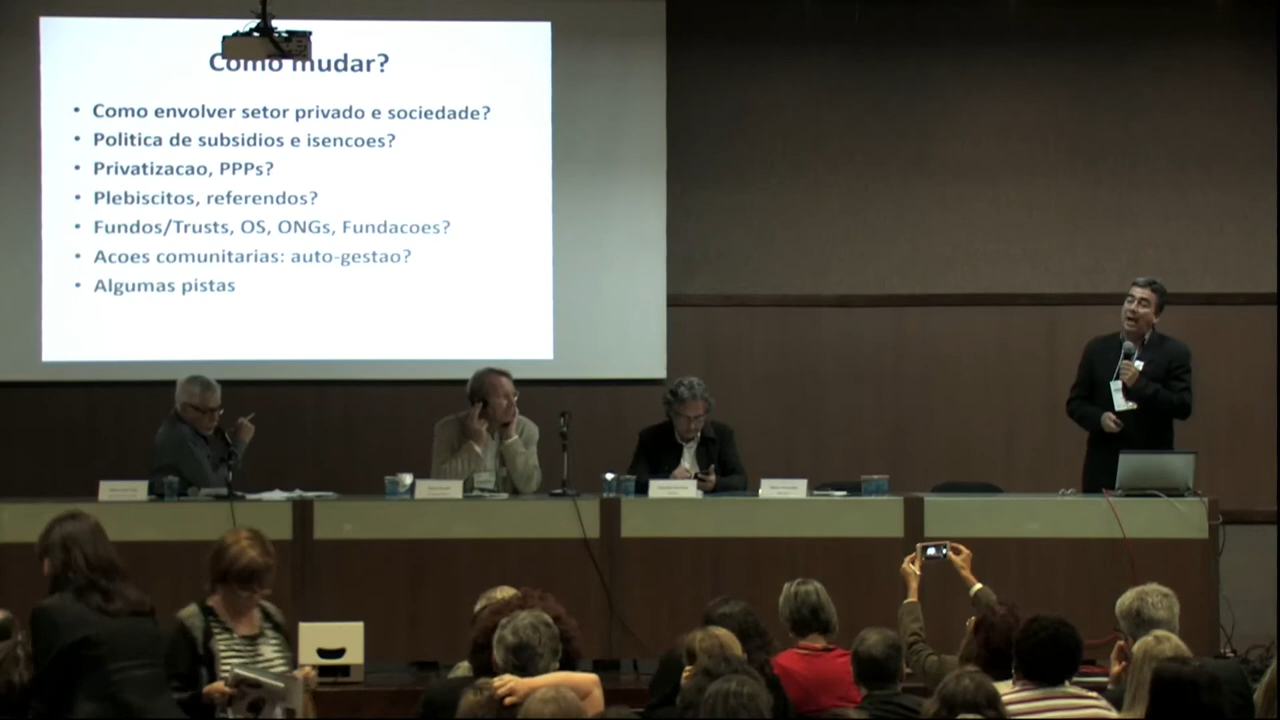 Como mudar?
• Como envolver setor privado e sociedade?
• Politica de subsidios e isencoes?
• Privatizacao, PPPs?
• Plebiscitos, referendos?
• Fundos/Trusts, OS, ONGs, Fundacoes?
• Acoes comunitarias: auto-gestao?
• Algumas pistas